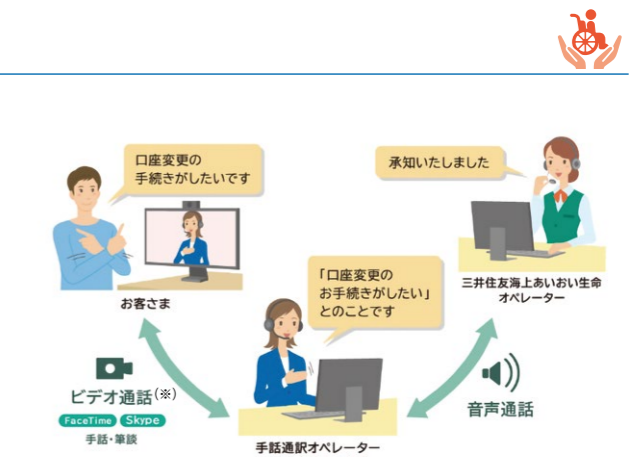 口座変更の
手続きがしたいです
承知いたしました
お客さま
「口座変更の
お手続きがしたい」
とのことです
三井住友海上あいおい生命
オペレーター
ビデオ通話(※)
FaceTime Skype
手話・筆談
音声通話
手話通訳オペレーター